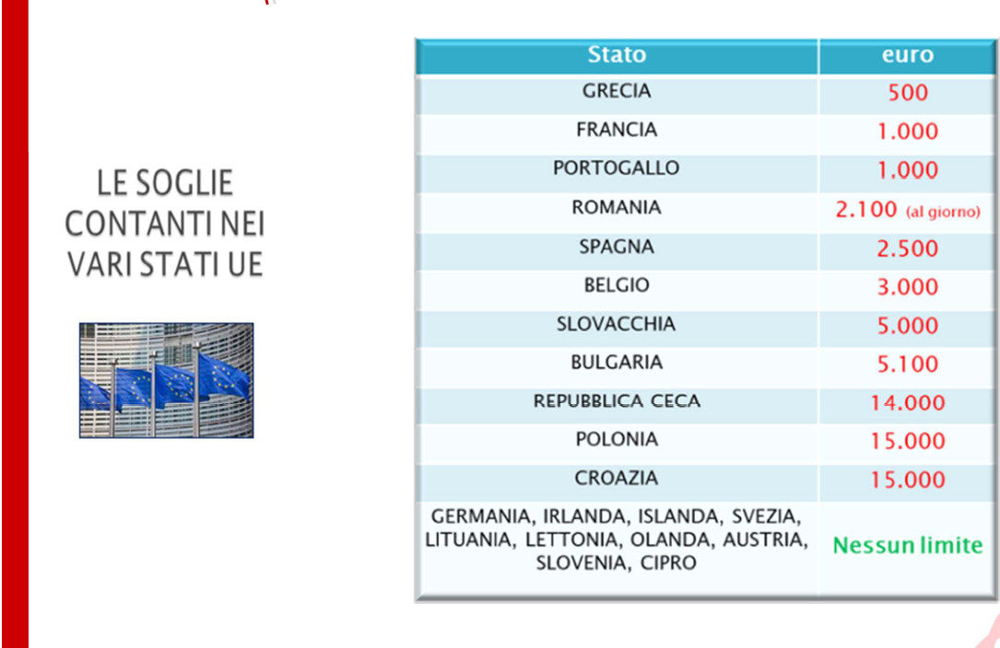 LE SOGLIE
CONTANTI NEI
VARI STATI UE
Stato euro
GRECIA 500
FRANCIA 1.000
PORTOGALLO 1.000
ROMANIA 2.100 (al giorno)
SPAGNA 2.500
BELGIO 3.000
SLOVACCHIA 5.000
BULGARIA 5.100
REPUBBLICA CECA 14.000
POLONIA 15.000
CROAZIA 15.000
GERMANIA, IRLANDA, ISLANDA, SVEZIA,
LITUANIA, LETTONIA, OLANDA, AUSTRIA,
SLOVENIA, CIPRO
Nessun limite